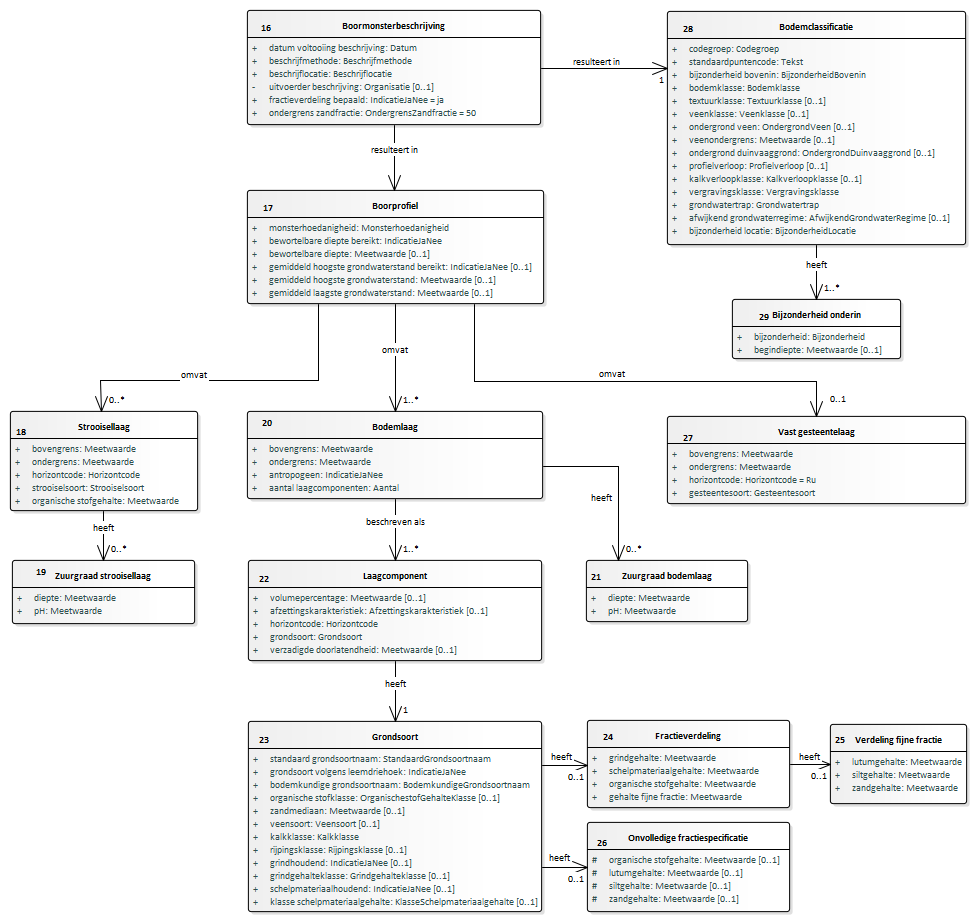 16 Boormonsterbeschrijving
+ datum voltooiing beschrijving: Datum
+ beschrijfmethode: Beschrijfmethode
+ beschrijflocatie: Beschrijflocatie
- uitvoerder beschrijving: Organisatie [0..1]
+ fractieverdeling bepaald: IndicatieJaNee = ja
+ ondergrens zandfractie: OndergrensZandfractie = 50
resulteert in
1
28 Bodemclassificatie
+ codegroep: Codegroep
+ standaardpuntencode: Tekst
+ bijzonderheid bovenin: BijzonderheidBovenin
+ bodemklasse: Bodemklasse
+ textuurklasse: Textuurklasse [0..1]
+ veenklasse: Veenklasse [0..1]
+ ondergrond veen: OndergrondVeen [0..1]
+ veenondergrens: Meetwaarde [0..1]
+ ondergrond duinvaaggrond: OndergrondDuinvaaggrond [0..1]
+ profielverloop: Profielverloop [0..1]
+ kalkverloopklasse: Kalkverloopklasse [0..1]
+ vergravingsklasse: Vergravingsklasse
+ grondwatertrap: Grondwatertrap
+ afwijkend grondwaterregime: AfwijkendGrondwaterRegime [0..1]
+ bijzonderheid locatie: BijzonderheidLocatie
resulteert in
17 Boorprofiel
+ monsterhoedanigheid: Monsterhoedanigheid
+ bewortelbare diepte bereikt: IndicatieJaNee
+ bewortelbare diepte: Meetwaarde [0..1]
+ gemiddeld hoogste grondwaterstand bereikt: IndicatieJaNee [0..1]
+ gemiddeld hoogste grondwaterstand: Meetwaarde [0..1]
+ gemiddeld laagste grondwaterstand: Meetwaarde [0..1]
heeft
1..*
29 Bijzonderheid onderin
+ bijzonderheid: Bijzonderheid
+ begindiepte: Meetwaarde [0..1]
omvat
0..*
omvat
1..*
omvat
0..1
18 Strooisellaag
+ bovengrens: Meetwaarde
+ ondergrens: Meetwaarde
+ horizontcode: Horizontcode
+ strooiselsoort: Strooiselsoort
+ organische stofgehalte: Meetwaarde
20 Bodemlaag
+ bovengrens: Meetwaarde
+ ondergrens: Meetwaarde
+ antropogeen: IndicatieJaNee
+ aantal laagcomponenten: Aantal
27 Vast gesteentelaag
+ bovengrens: Meetwaarde
+ ondergrens: Meetwaarde
+ horizontcode: Horizontcode = Ru
+ gesteentesoort: Gesteentesoort
heeft
0..*
beschreven als
1..*
heeft
0..*
19 Zuurgraad strooisellaag
+ diepte: Meetwaarde
+ pH: Meetwaarde
22 Laagcomponent
+ volumepercentage: Meetwaarde [0..1]
+ afzettingskarakteristiek: Afzettingskarakteristiek [0..1]
+ horizontcode: Horizontcode
+ grondsoort: Grondsoort
+ verzadigde doorlatendheid: Meetwaarde [0..1]
21 Zuurgraad bodemlaag
+ diepte: Meetwaarde
+ pH: Meetwaarde
heeft
1
23 Grondsoort
+ standaard grondsoortnaam: StandaardGrondsoortnaam
+ grondsoort volgens leemdriehoek: IndicatieJaNee
+ bodemkundige grondsoortnaam: BodemkundigeGrondsoortnaam
+ organische stofklasse: OrganischestofGehalteKlasse [0..1]
+ zandmediaan: Meetwaarde [0..1]
+ veensoort: Veensoort [0..1]
+ kalkklasse: Kalkklasse
+ rijpingsklasse: Rijpingsklasse [0..1]
+ grindhoudend: IndicatieJaNee [0..1]
+ grindgehalteklasse: Grindgehalteklasse [0..1]
+ schelpmateriaalhoudend: IndicatieJaNee [0..1]
+ klasse schelpmateriaalgehalte: KlasseSchelpmateriaalgehalte [0..1]
heeft
0..1
24 Fractieverdeling
+ grindgehalte: Meetwaarde
+ schelpmateriaalgehalte: Meetwaarde
+ organische stofgehalte: Meetwaarde
+ gehalte fijne fractie: Meetwaarde
heeft
0..1
25 Verdeling fijne fractie
+ lutumgehalte: Meetwaarde
+ siltgehalte: Meetwaarde
+ zandgehalte: Meetwaarde
heeft
0..1
26 Onvolledige fractiespecificatie
# organische stofgehalte: Meetwaarde [0..1]
# lutumgehalte: Meetwaarde [0..1]
# siltgehalte: Meetwaarde [0..1]
# zandgehalte: Meetwaarde [0..1]